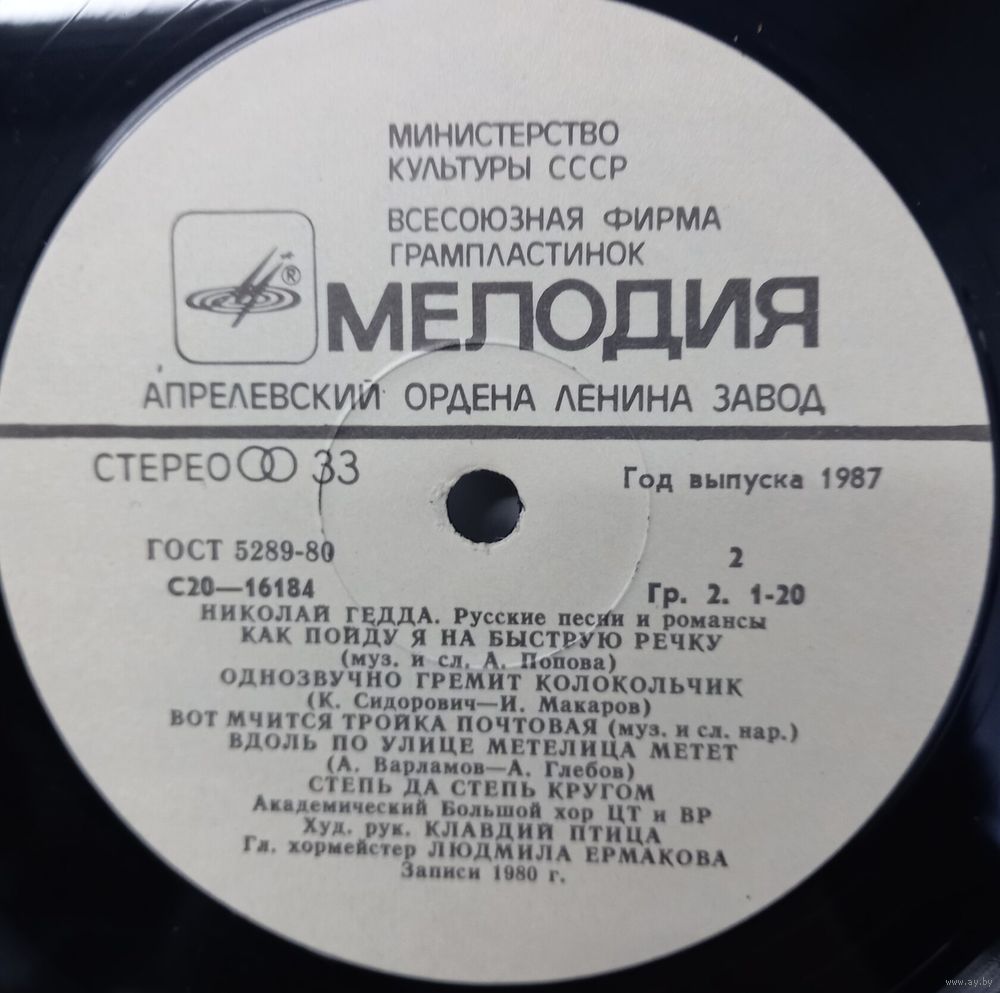 МИНИСТЕРСТВО
КУЛЬТУРЫ СССР
ВСЕСОЮЗНАЯ ФИРМА
ГРАМПЛАСТИНОК
®
МЕЛОДИЯ
АПРЕЛЕВСКИЙ ОРДЕНА ЛЕНИНА ЗАВОД
СТЕРЕО 33
Год выпуска 1987
ГОСТ 5289-80
2
С20—16184
Гр. 2. 1-20
НИКОЛАЙ ГЕДДА. Русские песни и романсы
КАК ПОЙДУ Я НА БЫСТРУЮ РЕЧКУ
(муз. и сл. А. Попова)
ОДНОЗВУЧНО ГРЕМИТ КОЛОКОЛЬЧИК
(К. Сидорович—И. Макаров)
ВОТ МЧИТСЯ ТРОЙКА ПОЧТОВАЯ (муз. и сл. нар.)
ВДОЛЬ ПО УЛИЦЕ МЕТЕЛИЦА МЕТЕТ
(А. Варламов—А. Глебов)
СТЕПЬ ДА СТЕПЬ КРУГОМ
Академический Большой хор ЦТ и ВР
Худ. рук. КЛАВДИЙ ПТИЦА
Гл. хормейстер ЛЮДМИЛА ЕРМАКОВА
Записи 1980 г.
www.ay.by